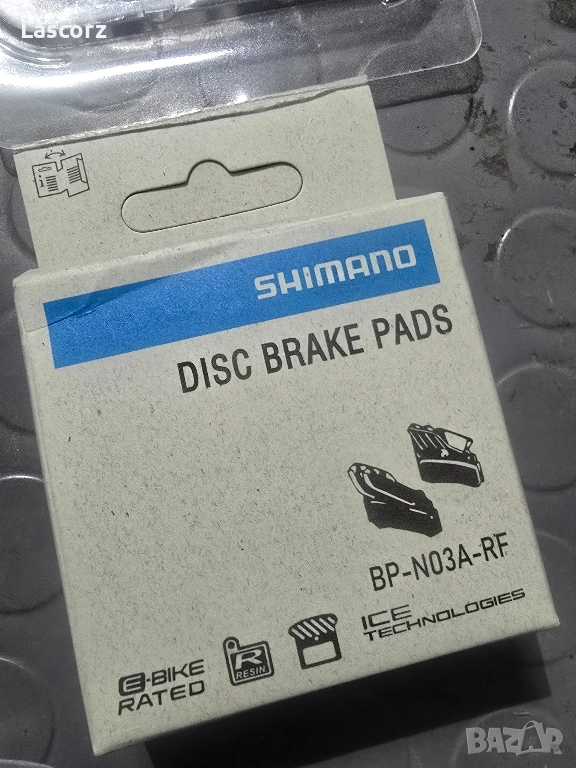 Lascorz
SHIMANO
DISC BRAKE PADS
BP-N03A-RF
E-BIKE
RATED
R
RESIN
ICE
TECHNOLOGIES
BAZAR